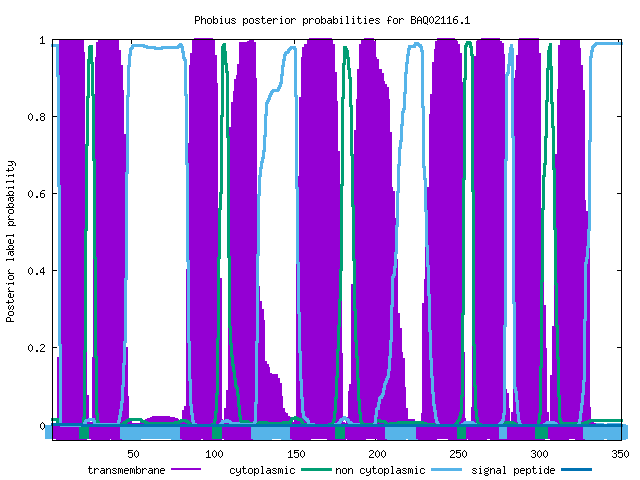 Phobius posterior probabilities for BAQ02116.1
Posterior label probability
1
0.8
0.6
0.4
0.2
0
50
100
150
200
250
300
350
transmembrane
cytoplasmic
non cytoplasmic
signal peptide